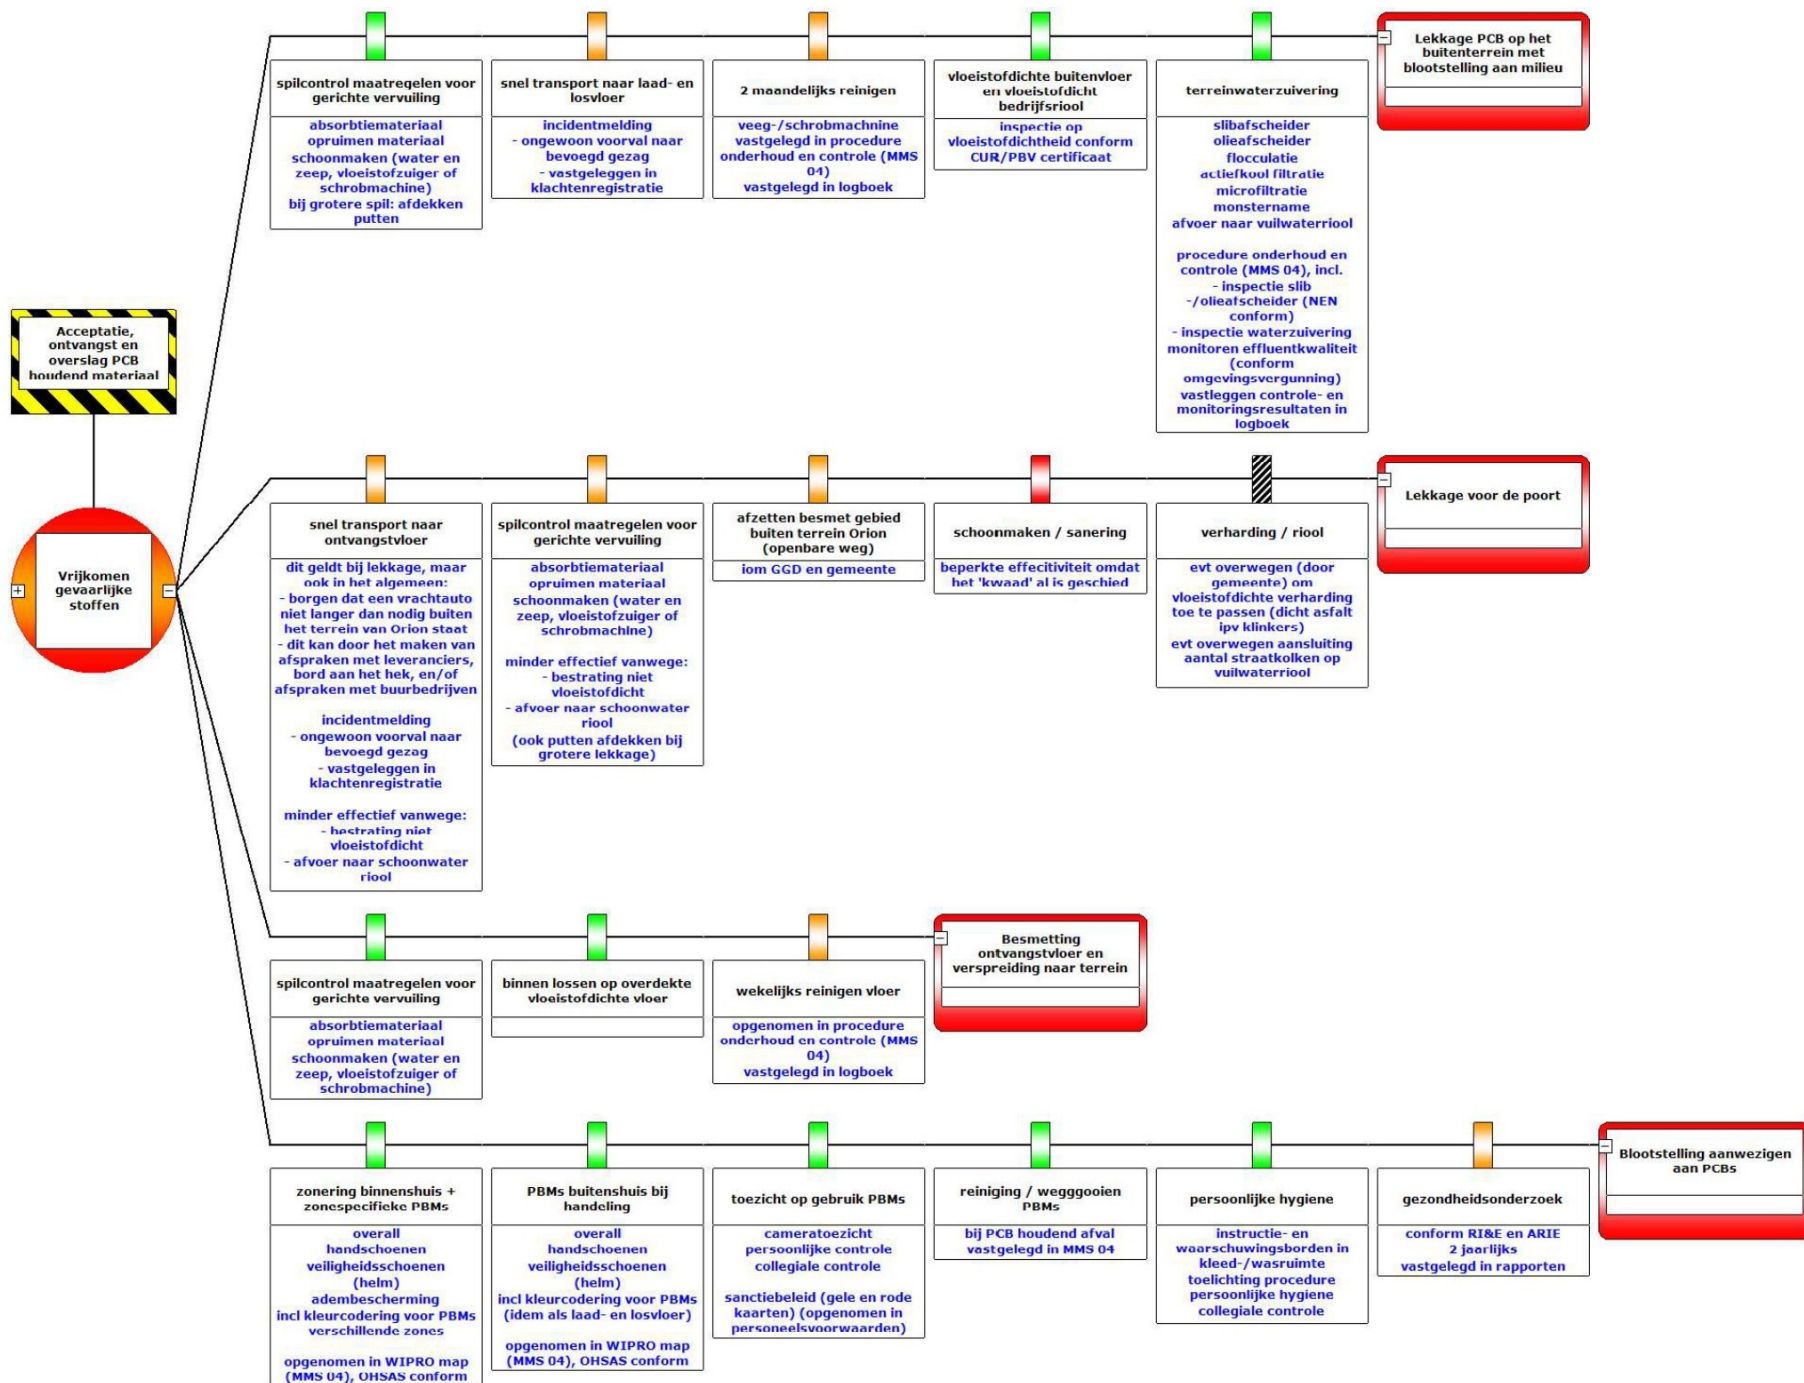 Acceptatie,
ontvangst en
overslag PCB
houdend materiaal
Vrijkomen
gevaarlijke
stoffen
spilcontrol maatregelen voor
gerichte vervuiling
absorbtiemateriaal
opruimen materiaal
schoonmaken (water en
zeep, vloeistofzuiger of
schrobmachine)
bij grotere spil: afdekken
putten
snel transport naar laad- en
losvloer
incidentmelding
- ongewoon voorval naar
bevoegd gezag
- vastgeleggen in
klachtenregistratie
2 maandelijks reinigen
veeg-/schrobmachnine
vastgelegd in procedure
onderhoud en controle (MMS
04)
vastgelegd in logboek
vloeistofdichte buitenvloer
en vloeistofdicht
bedrijfsriool
inspectie op
vloeistofdichtheid conform
CUR/PBV certificaat
terreinwaterzuivering
slibafscheider
olieafscheider
flocculatie
actiefkool filtratie
microfiltratie
monstername
afvoer naar vuilwaterriool
procedure onderhoud en
controle (MMS 04), incl.
- inspectie slib
-/olieafscheider (NEN
conform)
- inspectie waterzuivering
monitoren effluentkwaliteit
(conform
omgevingsvergunning)
vastleggen controle- en
monitoringsresultaten in
logboek
Lekkage PCB op het
buitenterrein met
blootstelling aan milieu
snel transport naar
ontvangstvloer
dit geldt bij lekkage, maar
ook in het algemeen:
- borgen dat een vrachtauto
niet langer dan nodig buiten
het terrein van Orion staat
- dit kan door het maken van
afspraken met leveranciers,
bord aan het hek, en/of
afspraken met buurbedrijven
incidentmelding
- ongewoon voorval naar
bevoegd gezag
- vastgeleggen in
klachtenregistratie
minder effectief vanwege:
- bestrating niet
vloeistofdicht
- afvoer naar schoonwater
riool
spilcontrol maatregelen voor
gerichte vervuiling
absorbtiemateriaal
opruimen materiaal
schoonmaken (water en
zeep, vloeistofzuiger of
schrobmachine)
minder effectief vanwege:
- bestrating niet
vloeistofdicht
- afvoer naar schoonwater
riool
(ook putten afdekken bij
grotere lekkage)
afzetten besmet gebied
buiten terrein Orion
(openbare weg)
iom GGD en gemeente
schoonmaken / sanering
beperkte effecitiviteit omdat
het 'kwaad' al is geschied
verharding / riool
evt overwegen (door
gemeente) om
vloeistofdichte verharding
toe te passen (dicht asfalt
ipv klinkers)
evt overwegen aansluiting
aantal straatkolken op
vuilwaterriool
Lekkage voor de poort
spilcontrol maatregelen voor
gerichte vervuiling
absorbtiemateriaal
opruimen materiaal
schoonmaken (water en
zeep, vloeistofzuiger of
schrobmachine)
binnen lossen op overdekte
vloeistofdichte vloer
wekelijks reinigen vloer
opgenomen in procedure
onderhoud en controle (MMS
04)
vastgelegd in logboek
Besmetting
ontvangstvloer en
verspreiding naar terrein
zonering binnenshuis +
zonespecifieke PBMs
overall
handschoenen
veiligheidsschoenen
(helm)
adembescherming
incl kleurcodering voor PBMs
verschillende zones
opgenomen in WIPRO map
(MMS 04), OHSAS conform
PBMs buitenshuis bij
handeling
overall
handschoenen
veiligheidsschoenen
(helm)
incl kleurcodering voor PBMs
(idem als laad- en losvloer)
opgenomen in WIPRO map
(MMS 04), OHSAS conform
toezicht op gebruik PBMs
cameratoezicht
persoonlijke controle
collegiale controle
sanctiebeleid (gele en rode
kaarten) (opgenomen in
personeelsvoorwaarden)
reiniging / wegggooien
PBMs
bij PCB houdend afval
vastgelegd in MMS 04
persoonlijke hygiene
instructie- en
waarschuwingsborden in
kleed-/wasruimte
toelichting procedure
persoonlijke hygiene
collegiale controle
gezondheidsonderzoek
conform RI&E en ARIE
2 jaarlijks
vastgelegd in rapporten
Blootstelling aanwezigen
aan PCBs